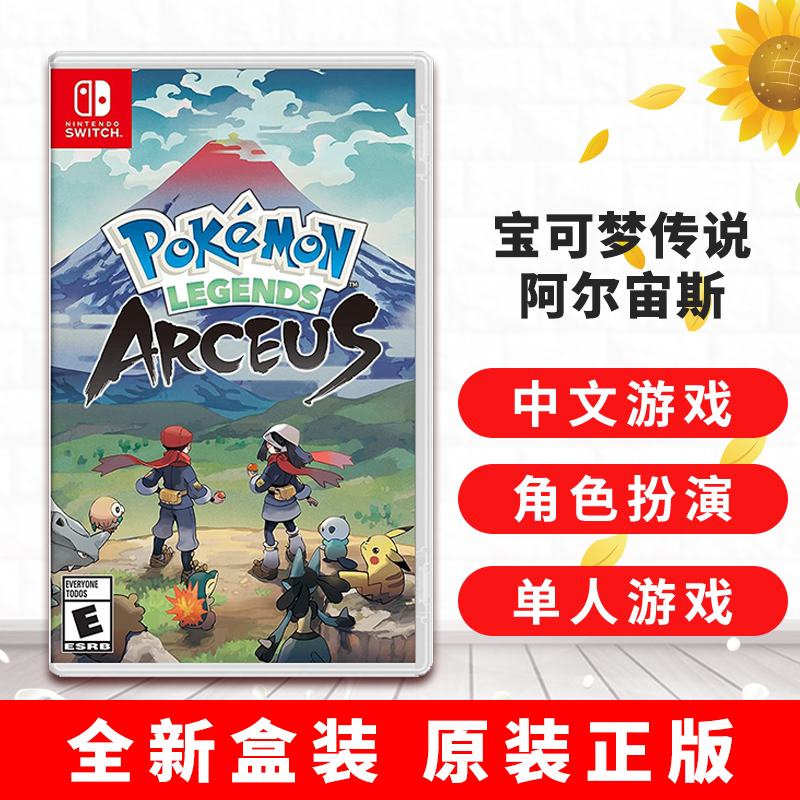 NINTENDO
SWITCH
POKÉMON
LEGENDS
ARCEUS
TM
EVERYONE
TODOS
E
ESRB
宝可梦传说
阿尔宙斯
中文游戏
角色扮演
单人游戏
全新盒装 原装正版